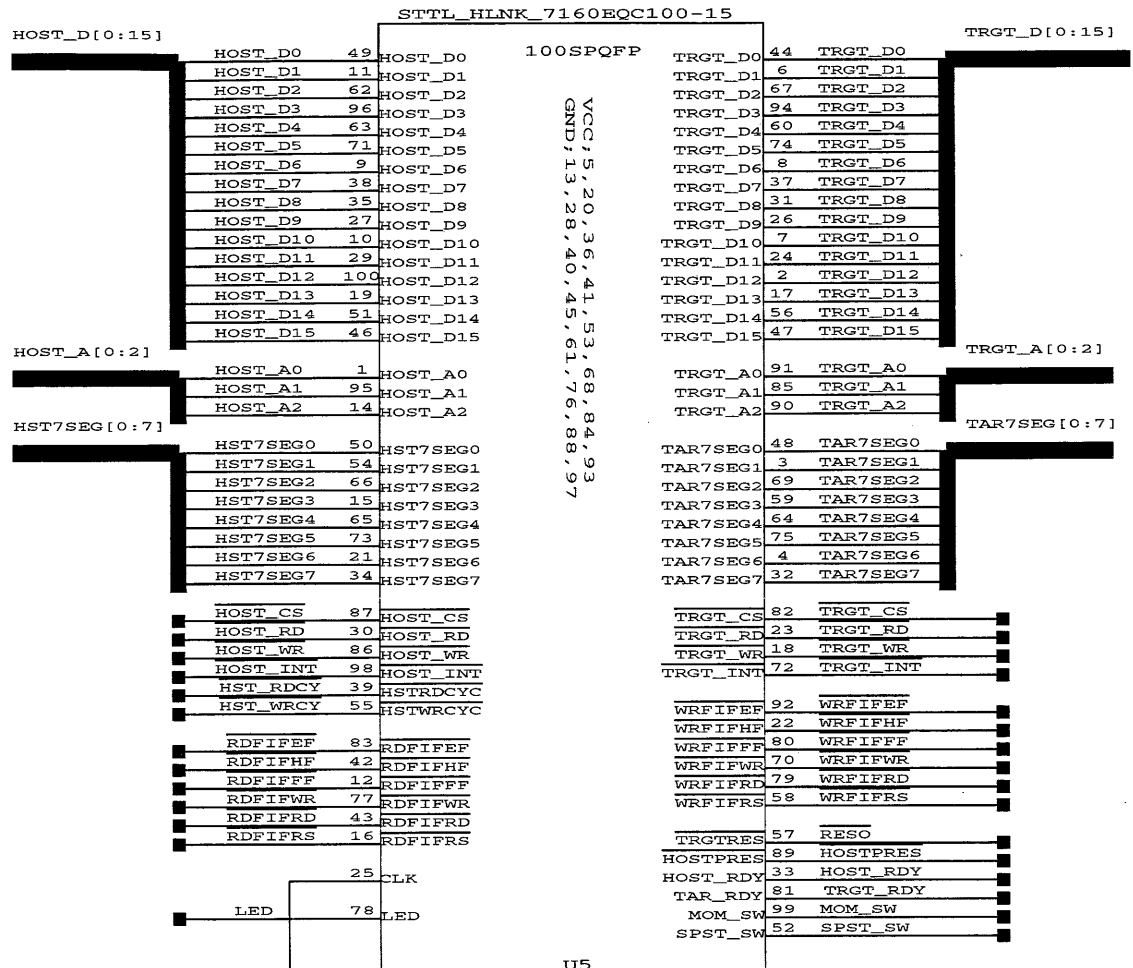 STTL_HLNK_7160EQC100-15
HOST_D[0:15]
TRGT_D[0:15]
100SPQFP
VCC;5,20,36,41,53,68,84,93
GND;13,28,40,45,61,76,88,97
HOST_D0 49 HOST_D0 TRGT_D0 44 TRGT_D0
HOST_D1 11 HOST_D1 TRGT_D1 6 TRGT_D1
HOST_D2 62 HOST_D2 TRGT_D2 67 TRGT_D2
HOST_D3 96 HOST_D3 TRGT_D3 94 TRGT_D3
HOST_D4 63 HOST_D4 TRGT_D4 60 TRGT_D4
HOST_D5 71 HOST_D5 TRGT_D5 74 TRGT_D5
HOST_D6 9 HOST_D6 TRGT_D6 8 TRGT_D6
HOST_D7 38 HOST_D7 TRGT_D7 37 TRGT_D7
HOST_D8 35 HOST_D8 TRGT_D8 31 TRGT_D8
HOST_D9 27 HOST_D9 TRGT_D9 26 TRGT_D9
HOST_D10 10 HOST_D10 TRGT_D10 7 TRGT_D10
HOST_D11 29 HOST_D11 TRGT_D11 24 TRGT_D11
HOST_D12 100 HOST_D12 TRGT_D12 2 TRGT_D12
HOST_D13 19 HOST_D13 TRGT_D13 17 TRGT_D13
HOST_D14 51 HOST_D14 TRGT_D14 56 TRGT_D14
HOST_D15 46 HOST_D15 TRGT_D15 47 TRGT_D15
HOST_A[0:2]
TRGT_A[0:2]
HOST_A0 1 HOST_A0 TRGT_A0 91 TRGT_A0
HOST_A1 95 HOST_A1 TRGT_A1 85 TRGT_A1
HOST_A2 14 HOST_A2 TRGT_A2 90 TRGT_A2
HST7SEG[0:7]
TAR7SEG[0:7]
HST7SEG0 50 HST7SEG0 TAR7SEG0 48 TAR7SEG0
HST7SEG1 54 HST7SEG1 TAR7SEG1 3 TAR7SEG1
HST7SEG2 66 HST7SEG2 TAR7SEG2 69 TAR7SEG2
HST7SEG3 15 HST7SEG3 TAR7SEG3 59 TAR7SEG3
HST7SEG4 65 HST7SEG4 TAR7SEG4 64 TAR7SEG4
HST7SEG5 73 HST7SEG5 TAR7SEG5 75 TAR7SEG5
HST7SEG6 21 HST7SEG6 TAR7SEG6 4 TAR7SEG6
HST7SEG7 34 HST7SEG7 TAR7SEG7 32 TAR7SEG7
HOST_CS 87 HOST_CS TRGT_CS 82 TRGT_CS
HOST_RD 30 HOST_RD TRGT_RD 23 TRGT_RD
HOST_WR 86 HOST_WR TRGT_WR 18 TRGT_WR
HOST_INT 98 HOST_INT TRGT_INT 72 TRGT_INT
HST_RDCY 39 HSTRDCYC
HST_WRCY 55 HSTWRCYC WRFIFEF 92 WRFIFEF
WRFIFHF 22 WRFIFHF
RDFIFEF 83 RDFIFEF WRFIFFF 80 WRFIFFF
RDFIFHF 42 RDFIFHF WRFIFWR 70 WRFIFWR
RDFIFFF 12 RDFIFFF WRFIFRD 79 WRFIFRD
RDFIFWR 77 RDFIFWR WRFIFRS 58 WRFIFRS
RDFIFRD 43 RDFIFRD
RDFIFRS 16 RDFIFRS TRGTRES 57 RESO
HOSTPRES 89 HOSTPRES
25 CLK HOST_RDY 33 HOST_RDY
TAR_RDY 81 TRGT_RDY
LED 78 LED MOM_SW 99 MOM_SW
SPST_SW 52 SPST_SW
U5